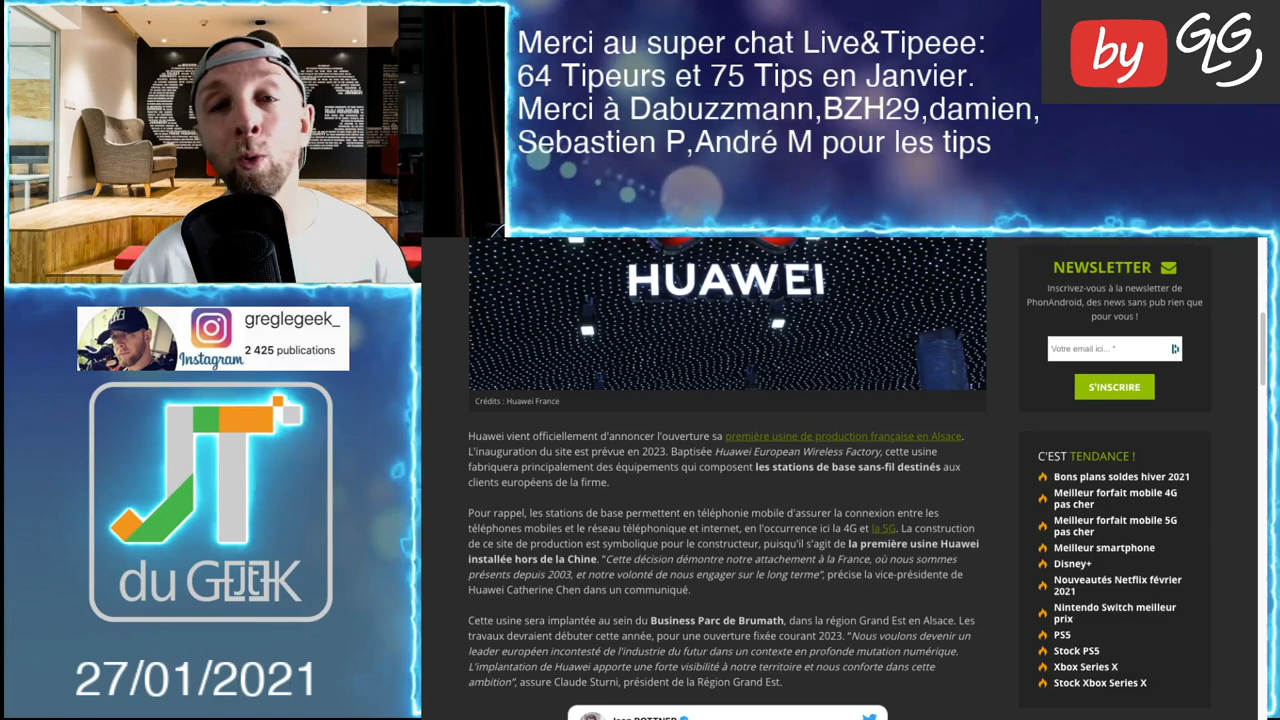 Merci au super chat Live&Tipeee:
64 Tipeurs et 75 Tips en Janvier.
Merci à Dabuzzmann BZH29,damien,
Sebastien P,Andre M pour les tips
by GLG
greglegeek_
Instagram
2 425 publications
JT
du GEEK
27/01/2021
HUAWEI
Crédits : Huawei France
Huawei vient officiellement d'annoncer l'ouverture sa première usine de production française en Alsace.
L'inauguration du site est prévue en 2023. Baptisée Huawei European Wireless Factory, cette usine
fabriquera principalement des équipements qui composent les stations de base sans-fil destinés aux
clients européens de la firme.
Pour rappel, les stations de base permettent en téléphonie mobile d'assurer la connexion entre les
téléphones mobiles et le réseau téléphonique et internet, en l'occurrence ici la 4G et la 5G. La construction
de ce site de production est symbolique pour le constructeur, puisqu'il s'agit de la première usine Huawei
installée hors de la Chine. "Cette décision démontre notre attachement à la France, où nous sommes
présents depuis 2003, et notre volonté de nous engager sur le long terme", précise la vice-présidente de
Huawei Catherine Chen dans un communiqué.
Cette usine sera implantée au sein du Business Parc de Brumath, dans la région Grand Est en Alsace. Les
travaux devraient débuter cette année, pour une ouverture fixée courant 2023. "Nous voulons devenir un
leader européen incontesté de l'industrie du futur dans un contexte en profonde mutation numérique.
L'implantation de Huawei apporte une forte visibilité à notre territoire et nous conforte dans cette
ambition", assure Claude Sturni, président de la Région Grand Est.
Jean ROTTNER
NEWSLETTER
Inscrivez-vous à la newsletter de
PhonAndroid, des news sans pub rien que
pour vous !
Votre email ici... *
S'INSCRIRE
C'EST TENDANCE !
Bons plans soldes hiver 2021
Meilleur forfait mobile 4G
pas cher
Meilleur forfait mobile 5G
pas cher
Meilleur smartphone
Disney+
Nouveautés Netflix février
2021
Nintendo Switch meilleur
prix
PS5
Stock PS5
Xbox Series X
Stock Xbox Series X